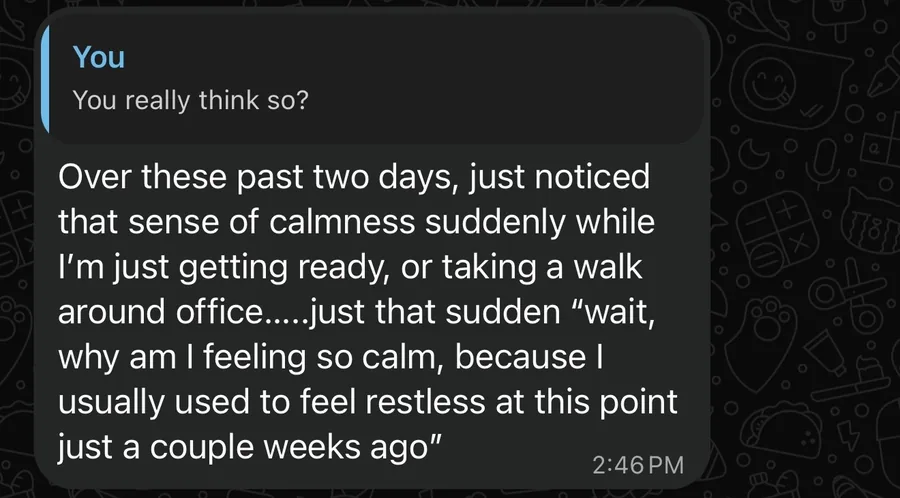 You
You really think so?
Over these past two days, just noticed
that sense of calmness suddenly while
I’m just getting ready, or taking a walk
around office.....just that sudden “wait,
why am I feeling so calm, because I
usually used to feel restless at this point
just a couple weeks ago”
2:46 PM